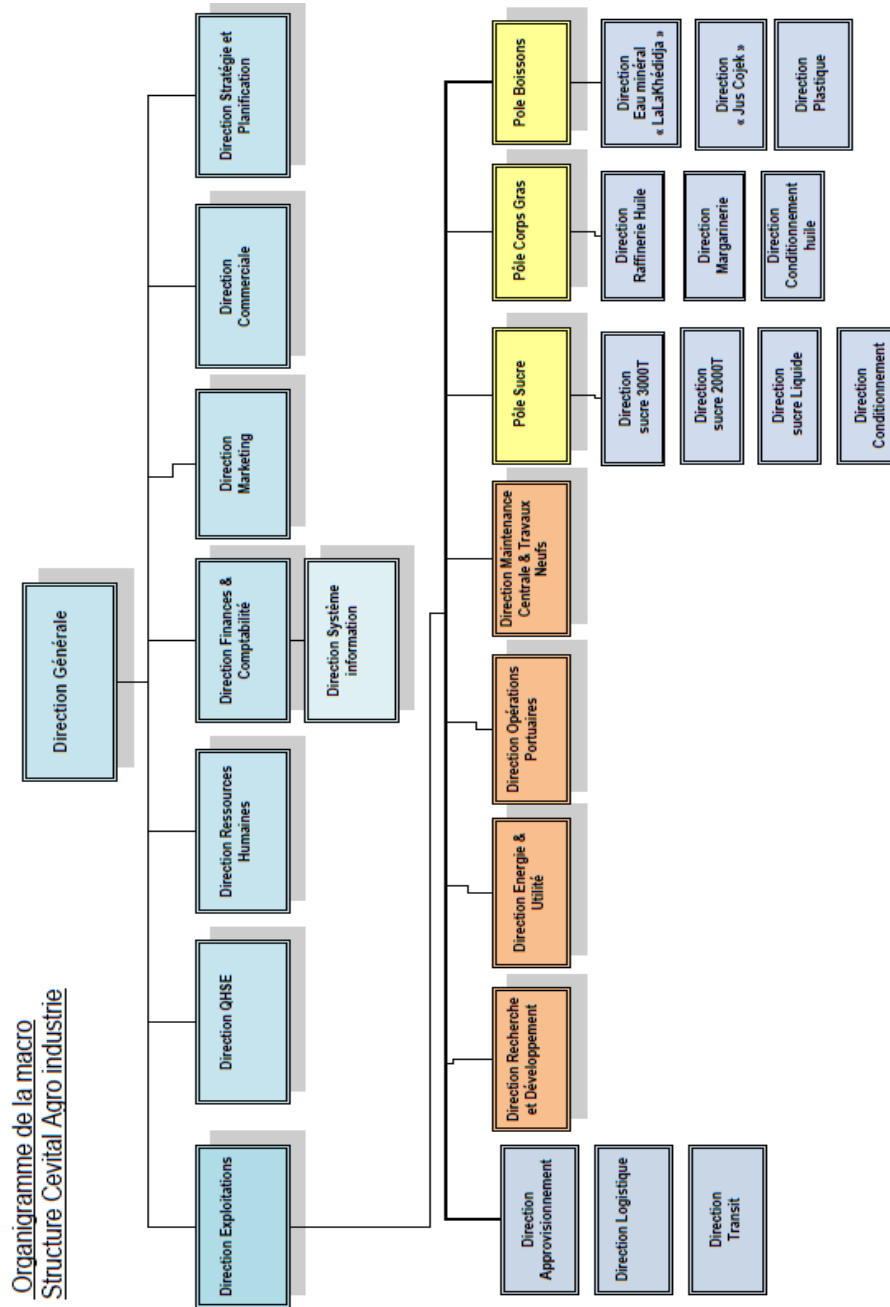 Organigramme de la macro
Structure Cevital Agro industrie
Direction Générale
Direction Exploitations
Direction QHSE
Direction Ressources
Humaines
Direction Finances &
Comptabilité
Direction Marketing
Direction
Commerciale
Direction Stratégie et
Planification
Direction Système
information
Direction
Approvisionnement
Direction Logistique
Direction
Transit
Direction Recherche
et Développement
Direction Energie &
Utilité
Direction Opérations
Portuaires
Direction Maintenance
Centrale & Travaux
Neufs
Pôle Sucre
Direction
sucre 3000T
Direction
sucre 2000T
Direction
sucre Liquide
Direction
Conditionnement
Pôle Corps Gras
Direction
Raffinerie Huile
Direction
Margarinerie
Direction
Conditionnement
huile
Pole Boissons
Direction
Eau minéral
« LaLaKhédidja »
Direction
« Jus Cojek »
Direction
Plastique